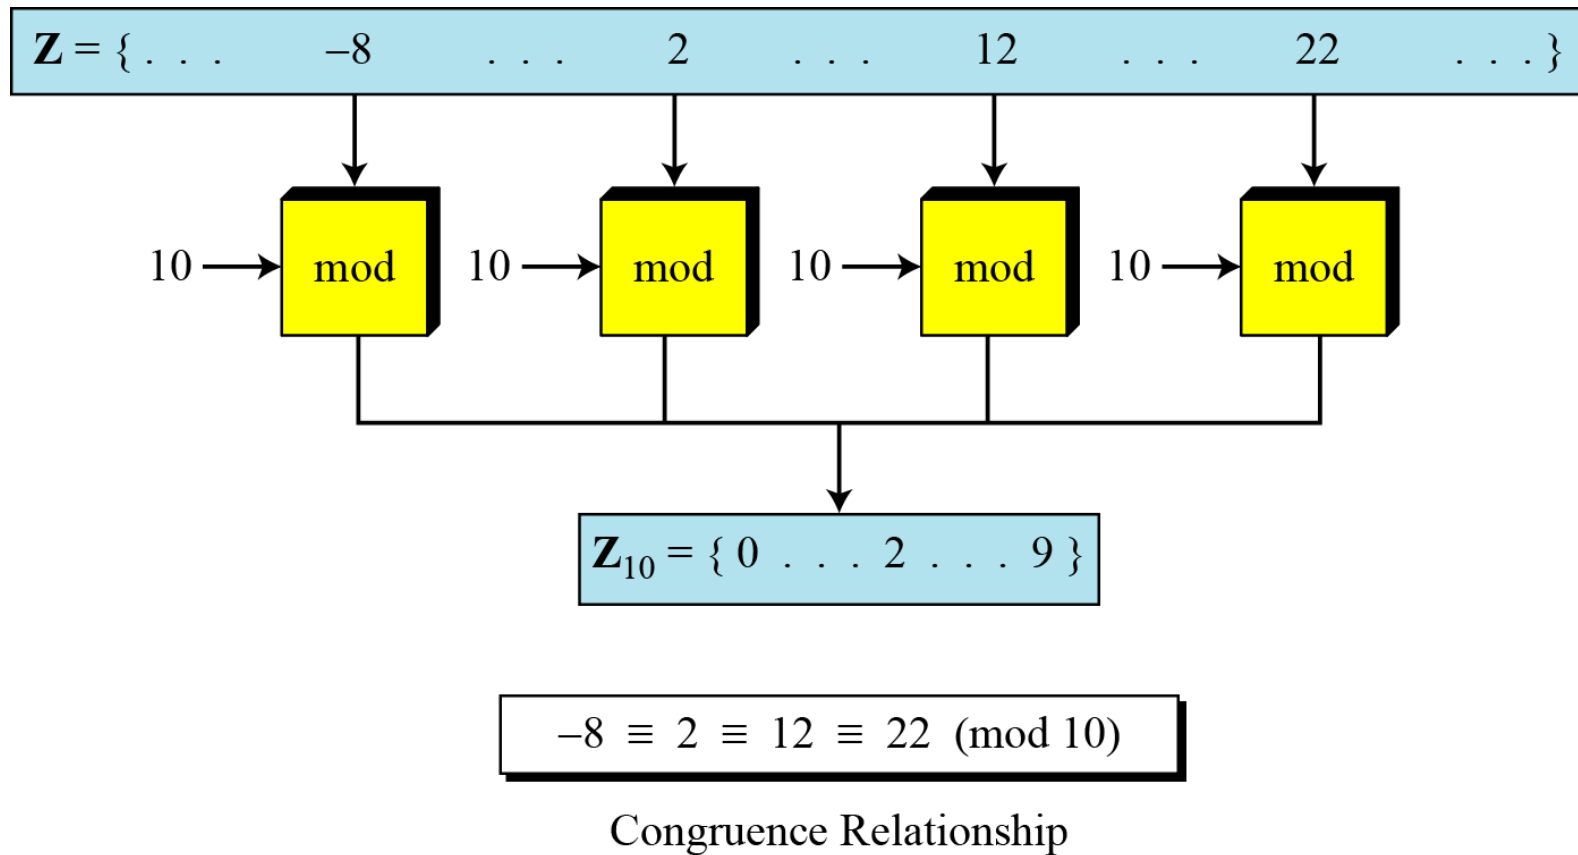 Z = { . . . −8 . . . 2 . . . 12 . . . 22 . . . }
10 mod 10 mod 10 mod 10 mod
Z₁₀ = { 0 . . . 2 . . . 9 }
−8 ≡ 2 ≡ 12 ≡ 22 (mod 10)
Congruence Relationship